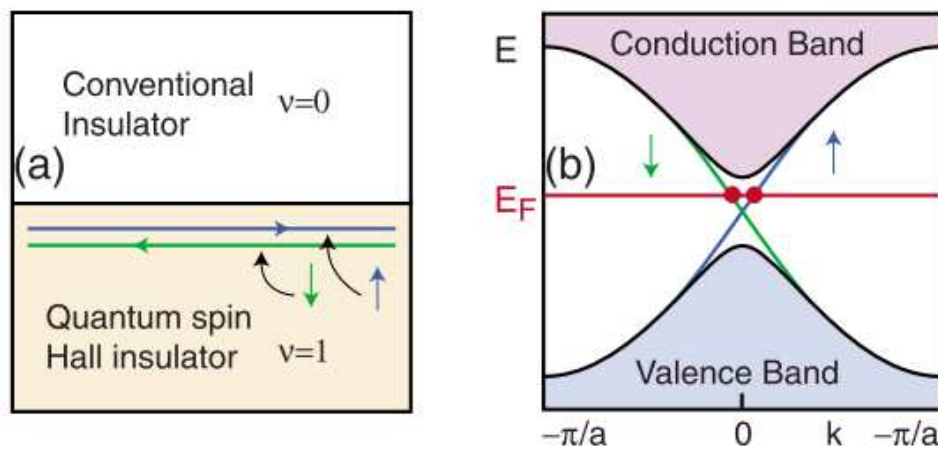 Conventional
Insulator
ν=0
(a)
Quantum spin
Hall insulator
ν=1
E
Conduction Band
(b)
E_F
Valence Band
−π/a
0
k
−π/a